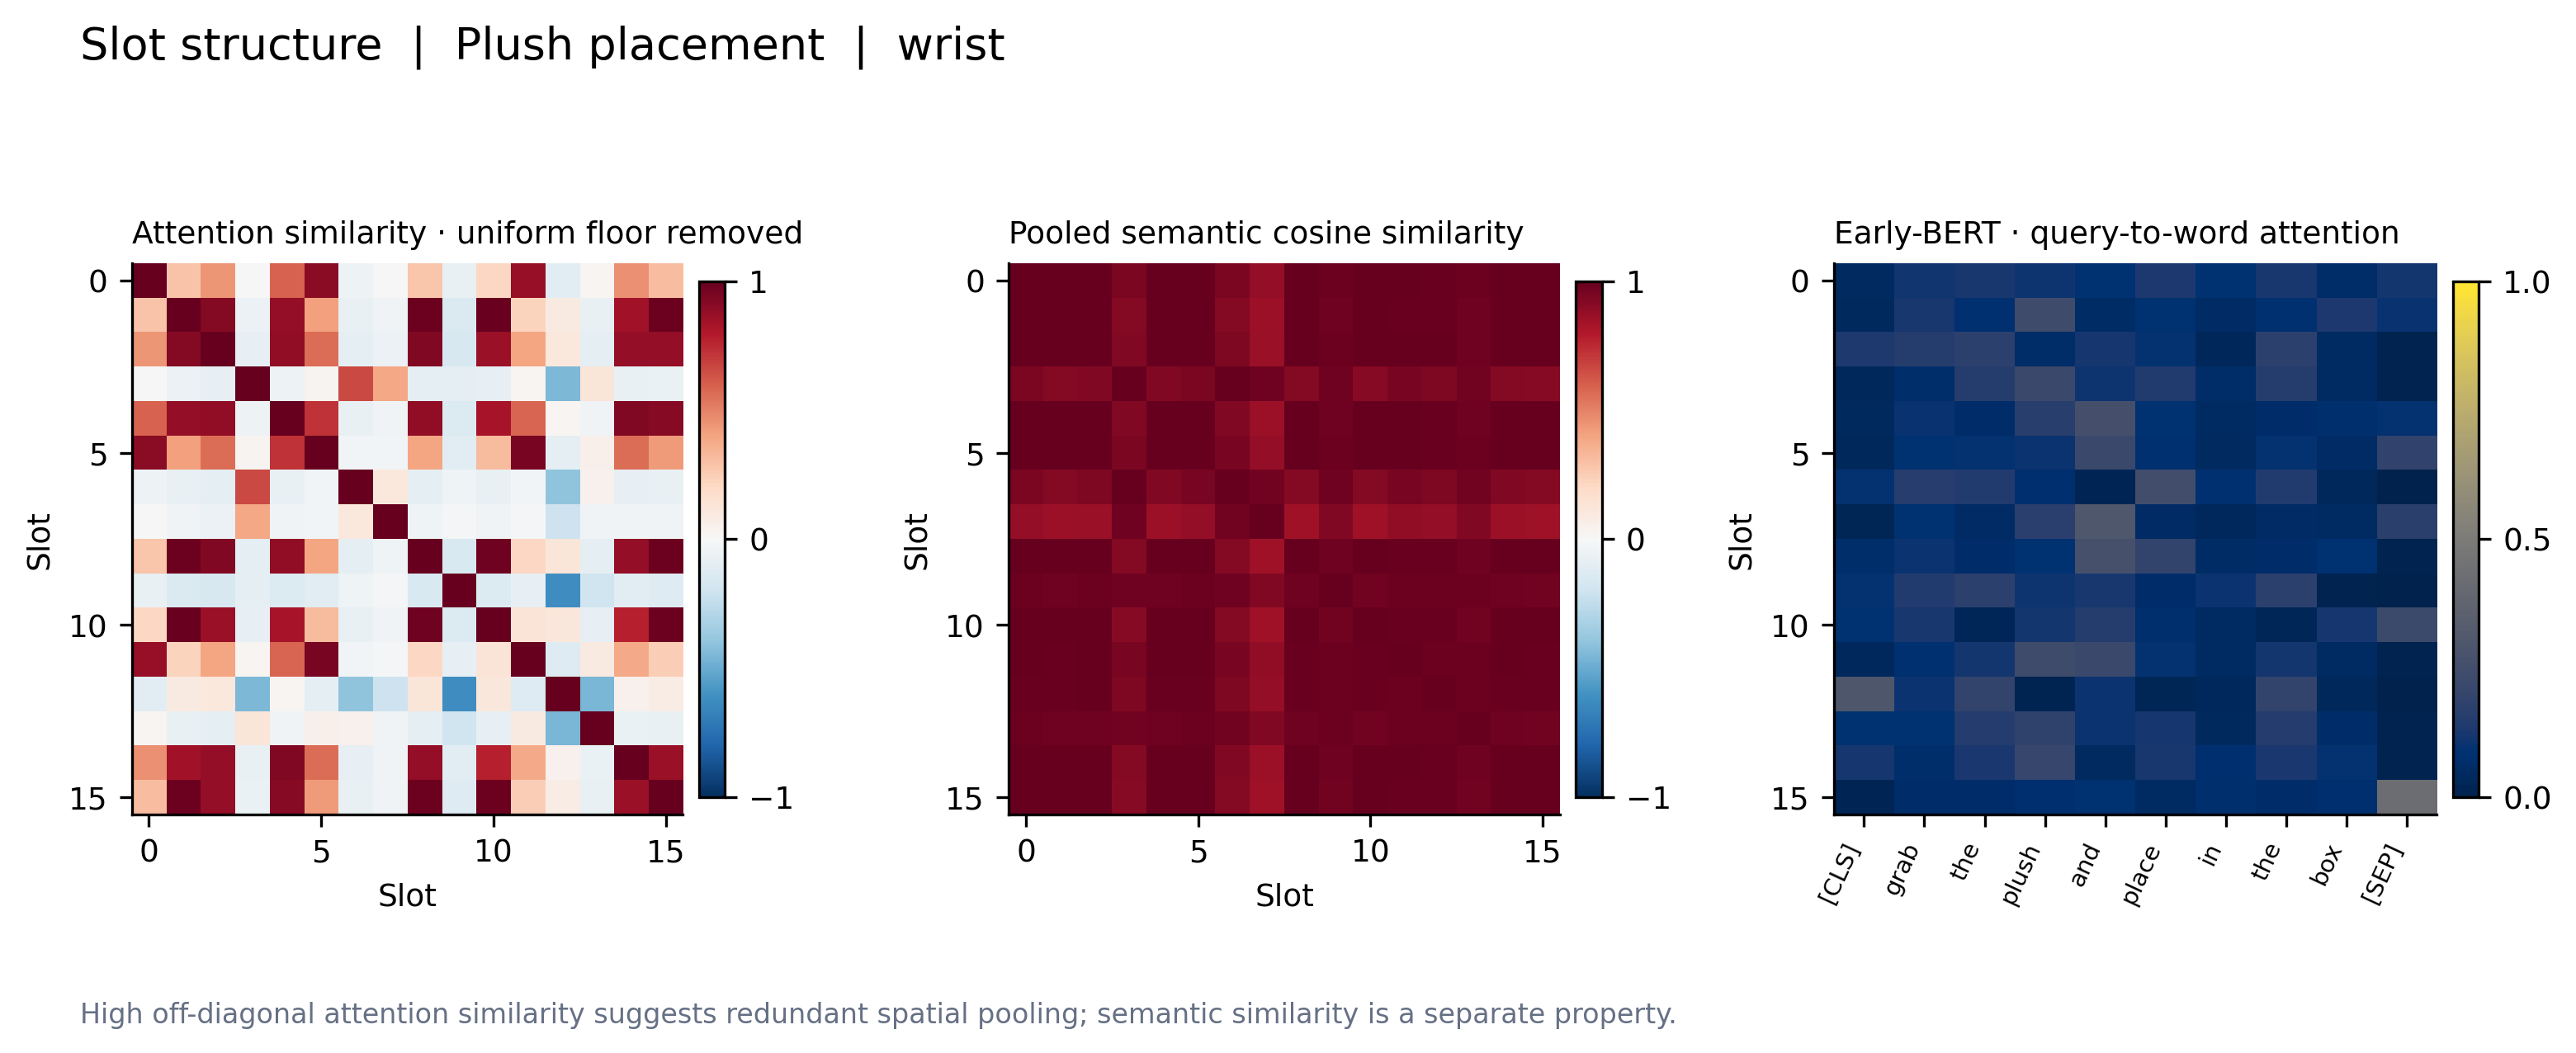 Slot structure | Plush placement | wrist
Attention similarity · uniform floor removed
0
5
10
15
Slot
0
5
10
15
Slot
1
0
−1
Pooled semantic cosine similarity
0
5
10
15
Slot
0
5
10
15
Slot
1
0
−1
Early-BERT · query-to-word attention
0
5
10
15
Slot
[CLS]
grab
the
plush
and
place
in
the
box
[SEP]
1.0
0.5
0.0
High off-diagonal attention similarity suggests redundant spatial pooling; semantic similarity is a separate property.